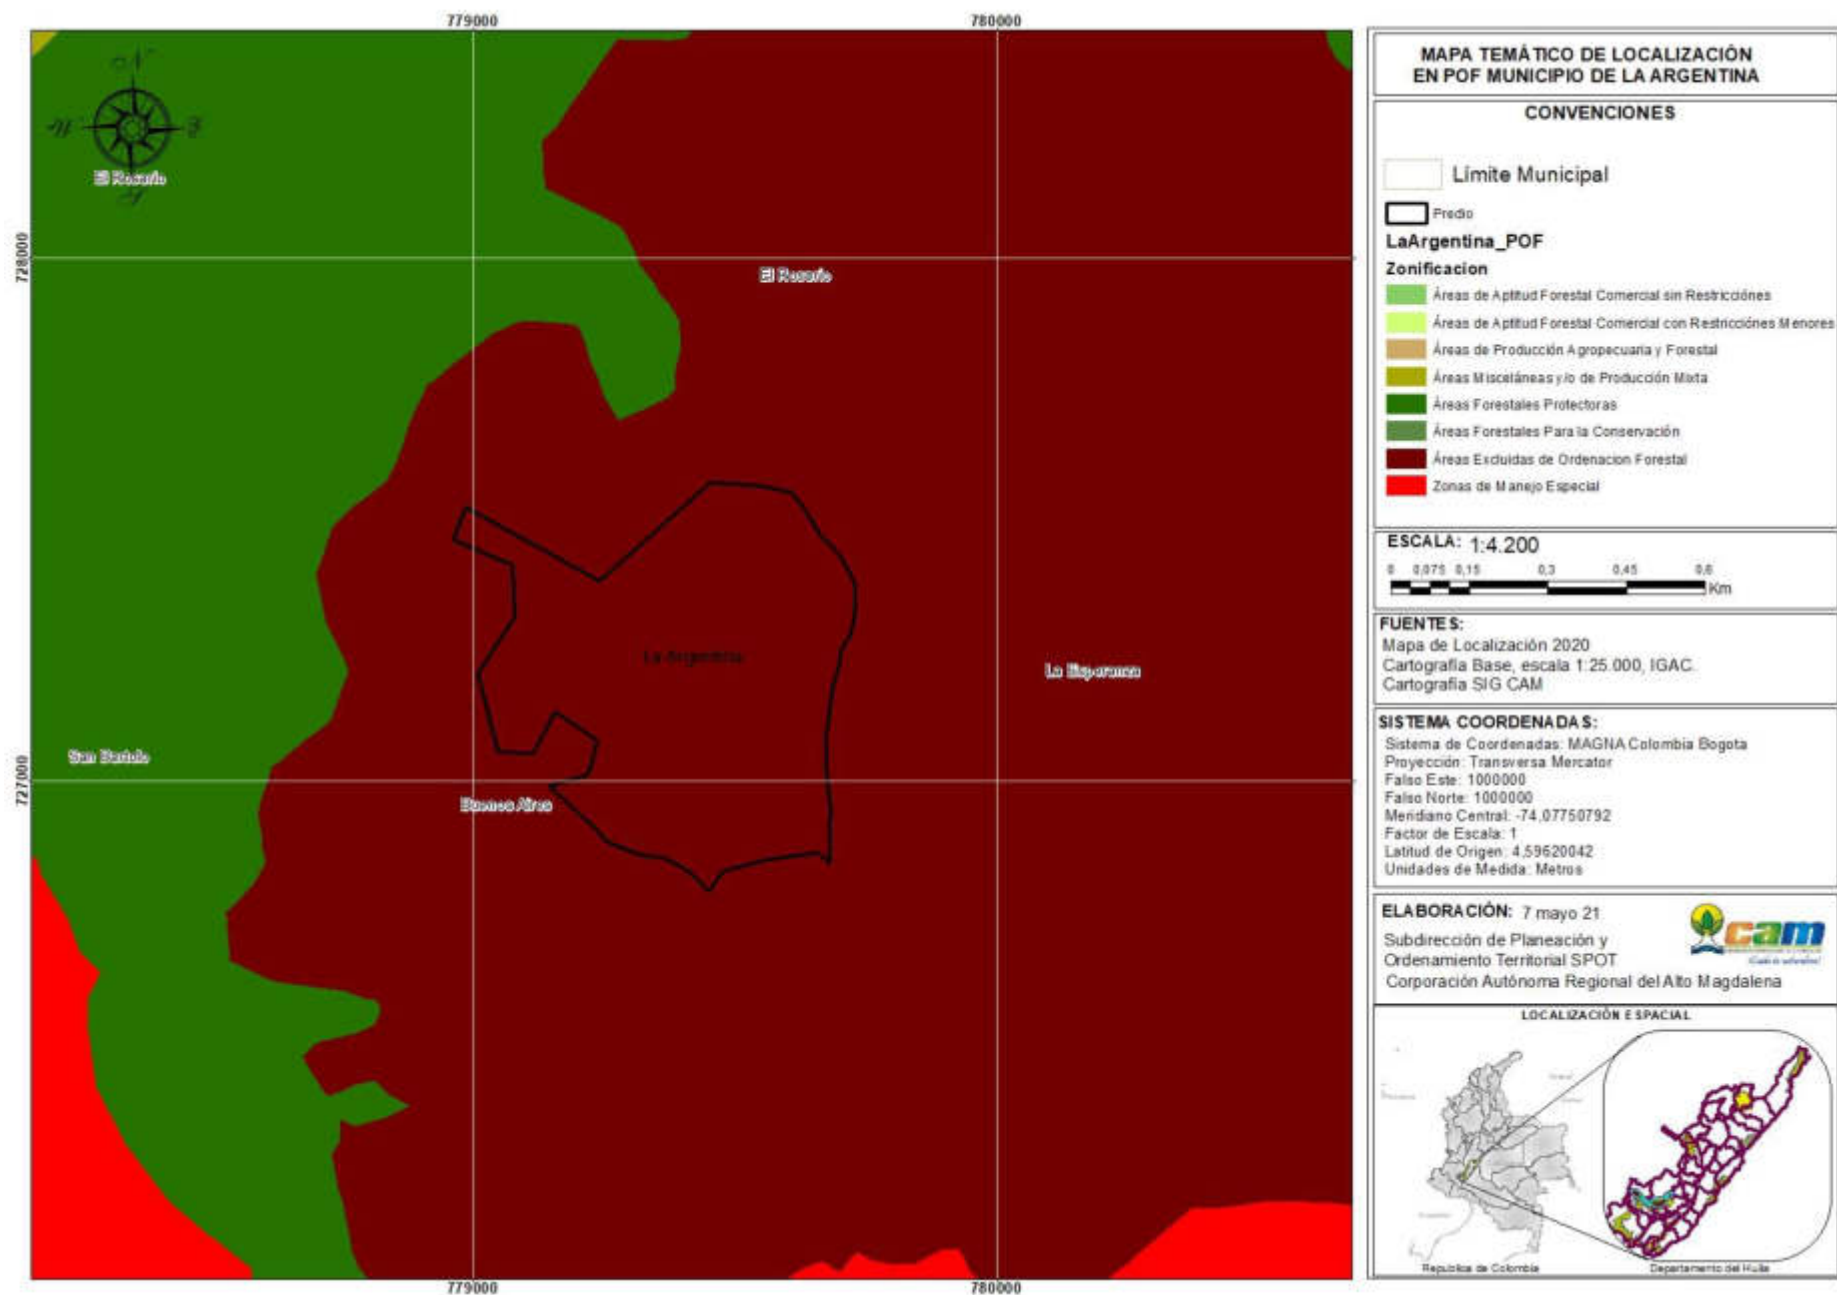 779000
780000
728000
727000
779000
780000
N
El Rosario
El Rosario
La Argentina
La Esperanza
San Bartolo
Buenos Aires
MAPA TEMÁTICO DE LOCALIZACIÓN
EN POF MUNICIPIO DE LA ARGENTINA
CONVENCIONES
Límite Municipal
Predio
LaArgentina_POF
Zonificacion
Áreas de Aptitud Forestal Comercial sin Restricciónes
Áreas de Aptitud Forestal Comercial con Restricciónes Menores
Áreas de Producción Agropecuaria y Forestal
Áreas Misceláneas y/o de Producción Mixta
Áreas Forestales Protectoras
Áreas Forestales Para la Conservación
Áreas Excluidas de Ordenacion Forestal
Zonas de Manejo Especial
ESCALA: 1:4.200
0 0,075 0,15 0,3 0,45 0,6
Km
FUENTES:
Mapa de Localización 2020
Cartografía Base, escala 1:25.000, IGAC.
Cartografía SIG CAM
SISTEMA COORDENADAS:
Sistema de Coordenadas: MAGNA Colombia Bogota
Proyección: Transversa Mercator
Falso Este: 1000000
Falso Norte: 1000000
Meridiano Central: -74,07750792
Factor de Escala: 1
Latitud de Origen: 4,59620042
Unidades de Medida: Metros
ELABORACIÓN: 7 mayo 21
Subdirección de Planeación y
Ordenamiento Territorial SPOT
Corporación Autónoma Regional del Alto Magdalena
cam
LOCALIZACIÓN ESPACIAL
Republica de Colombia
Departamento del Huila